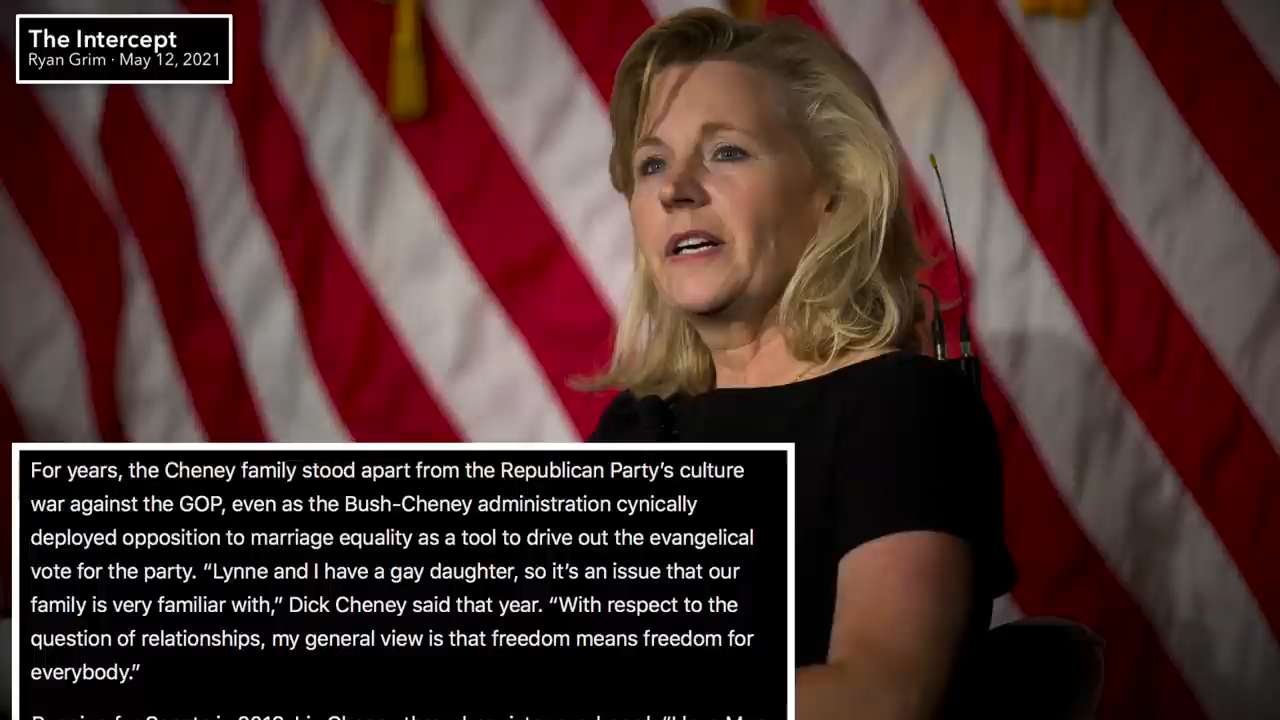 The Intercept
Ryan Grim · May 12, 2021
For years, the Cheney family stood apart from the Republican Party’s culture
war against the GOP, even as the Bush-Cheney administration cynically
deployed opposition to marriage equality as a tool to drive out the evangelical
vote for the party. “Lynne and I have a gay daughter, so it’s an issue that our
family is very familiar with,” Dick Cheney said that year. “With respect to the
question of relationships, my general view is that freedom means freedom for
everybody.”